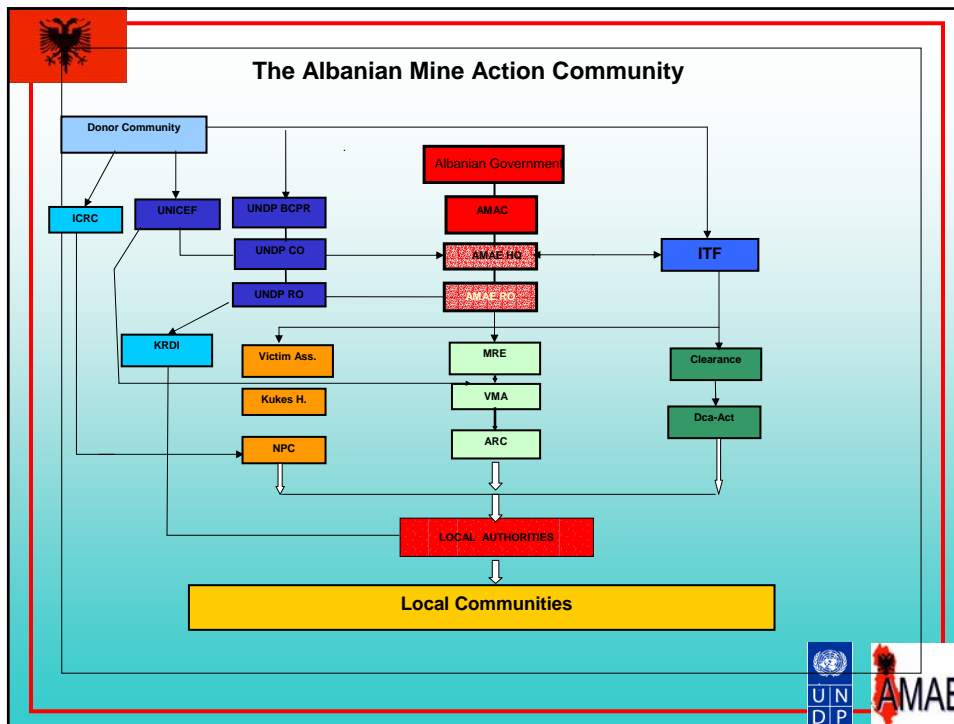 The Albanian Mine Action Community
Donor Community
Albanian Government
ICRC
UNICEF
UNDP BCPR
AMAC
UNDP CO
AMAE HQ
ITF
UNDP RO
AMAE RO
KRDI
Victim Ass.
MRE
Clearance
Kukes H.
VMA
Dca-Act
NPC
ARC
LOCAL AUTHORITIES
Local Communities
U N
D P
AMAE